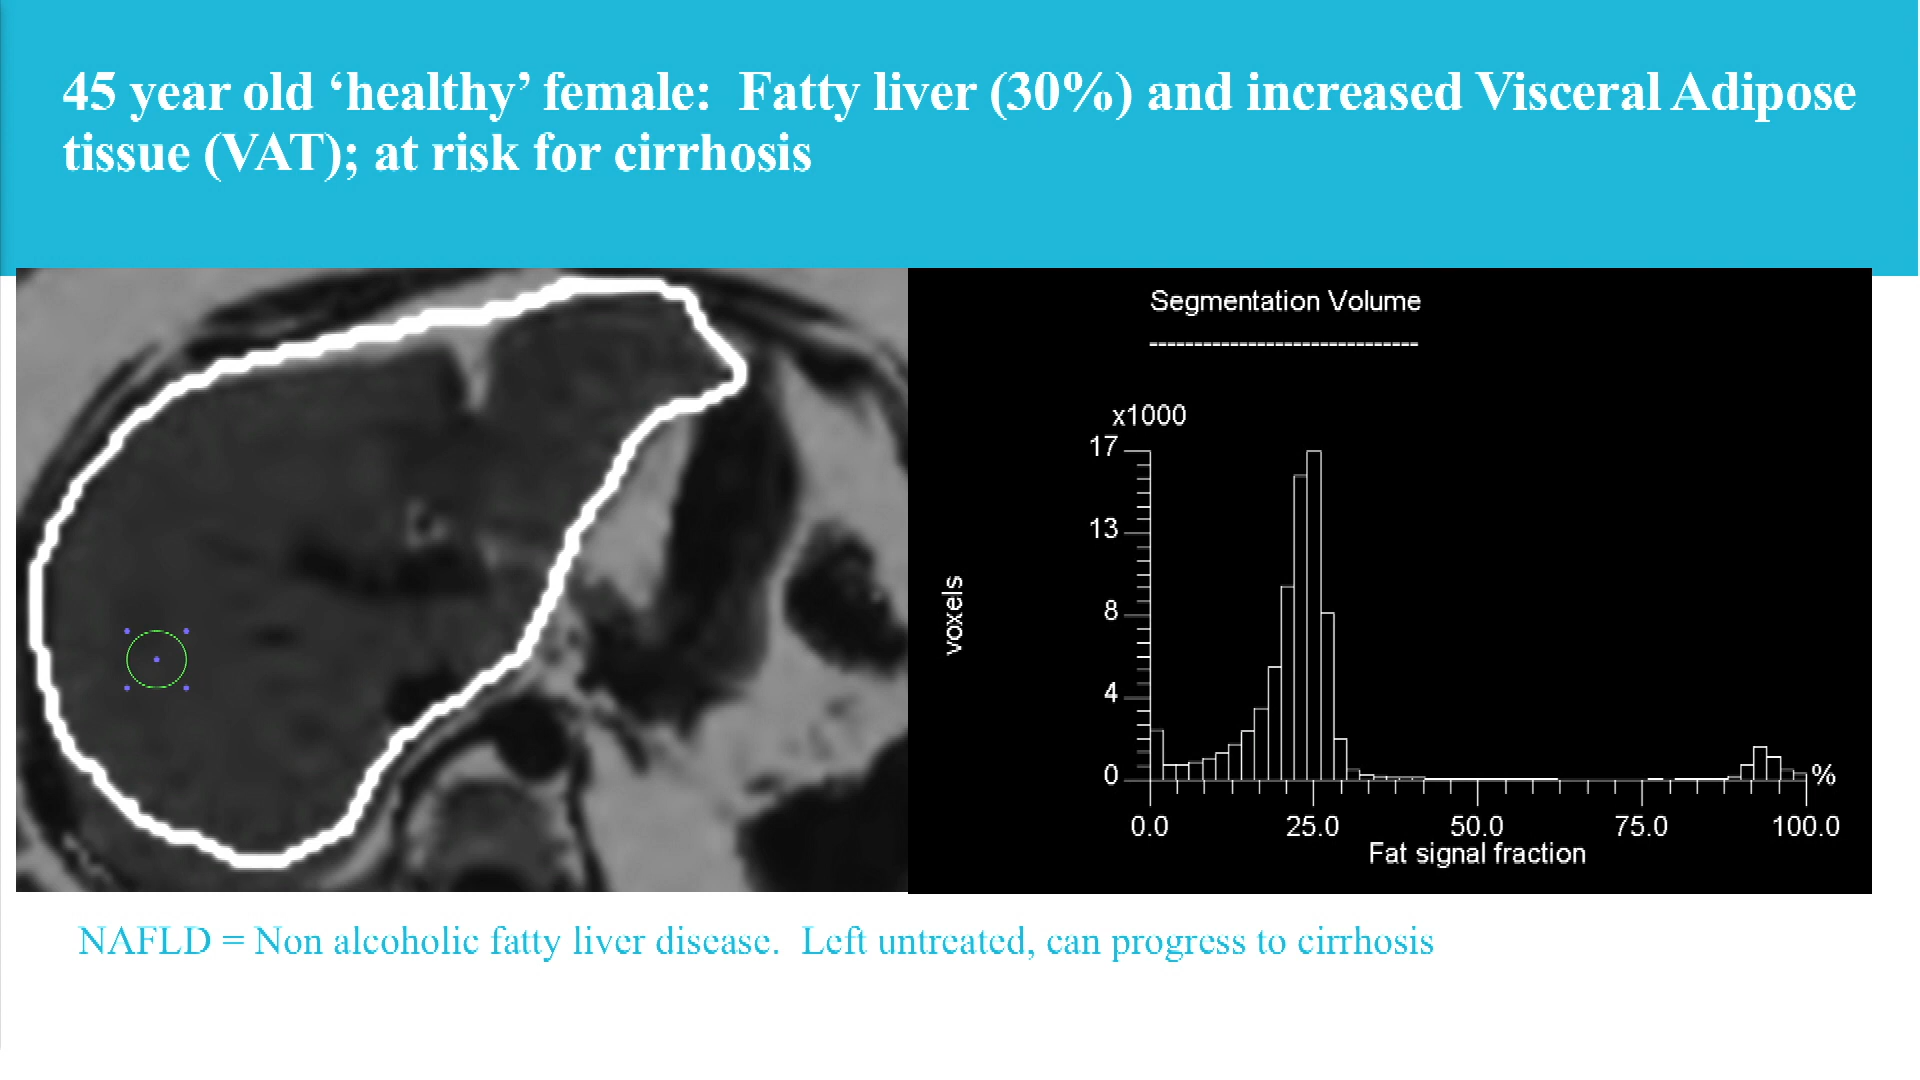 45 year old ‘healthy’ female:  Fatty liver (30%) and increased Visceral Adipose
tissue (VAT); at risk for cirrhosis
Segmentation Volume
------------------------------
x1000
17
13
8
4
0
voxels
%
0.0 25.0 50.0 75.0 100.0
Fat signal fraction
NAFLD = Non alcoholic fatty liver disease.  Left untreated, can progress to cirrhosis